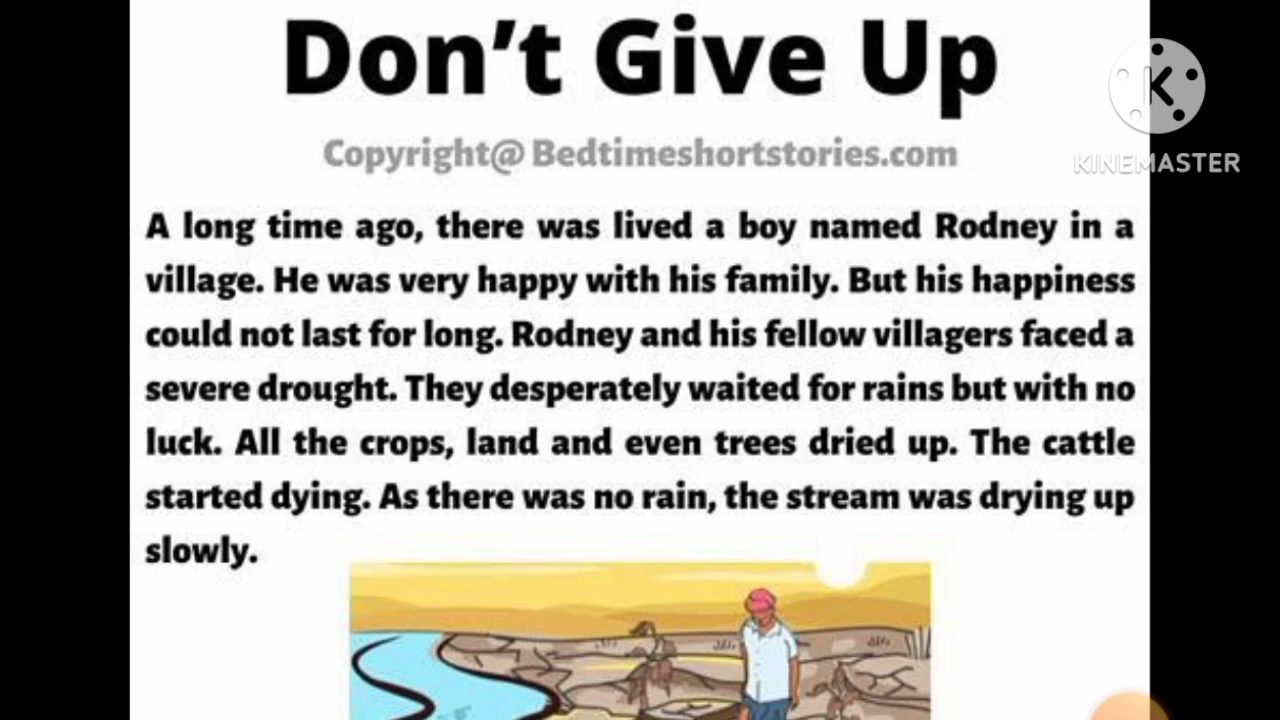 Don't Give Up
Copyright@Bedtimeshortstories.com
K
KINEMASTER
A long time ago, there was lived a boy named Rodney in a
village. He was very happy with his family. But his happiness
could not last for long. Rodney and his fellow villagers faced a
severe drought. They desperately waited for rains but with no
luck. All the crops, land and even trees dried up. The cattle
started dying. As there was no rain, the stream was drying up
slowly.